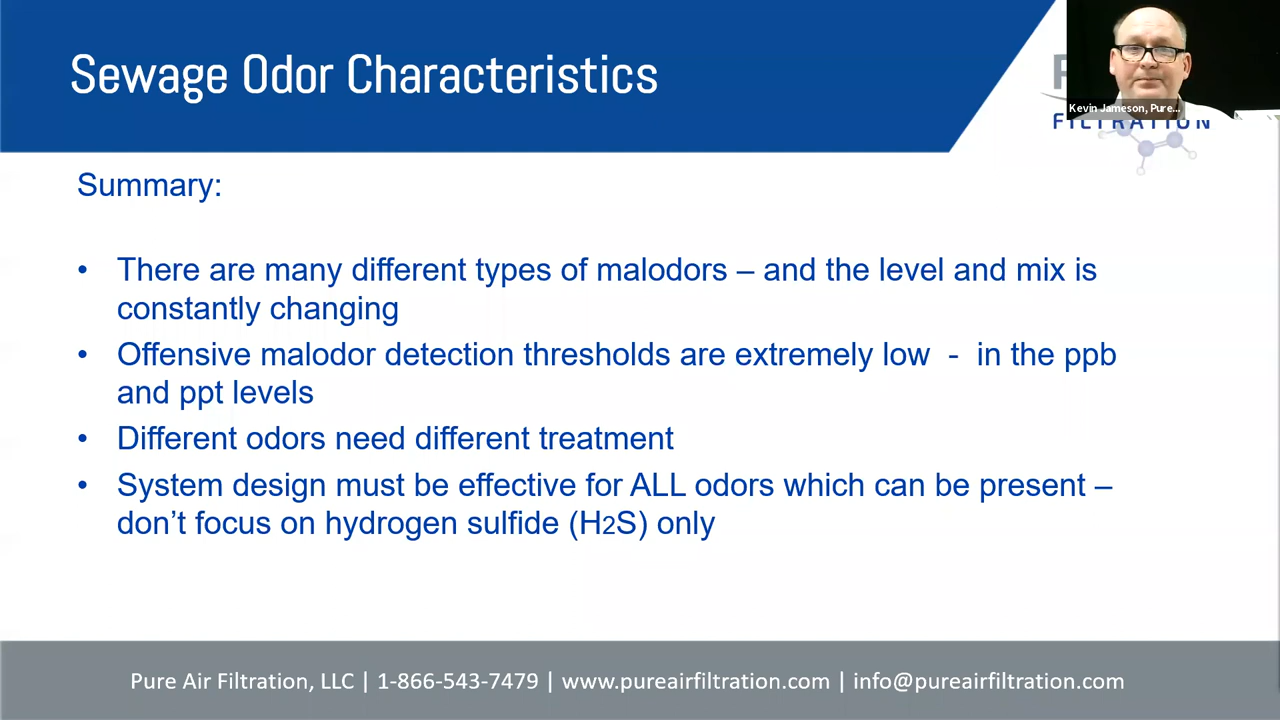 Sewage Odor Characteristics
Kevin Jameson, Pure...
FILTRATION
Summary:
• There are many different types of malodors – and the level and mix is
constantly changing
• Offensive malodor detection thresholds are extremely low - in the ppb
and ppt levels
• Different odors need different treatment
• System design must be effective for ALL odors which can be present –
don’t focus on hydrogen sulfide (H2S) only
Pure Air Filtration, LLC | 1-866-543-7479 | www.pureairfiltration.com | info@pureairfiltration.com